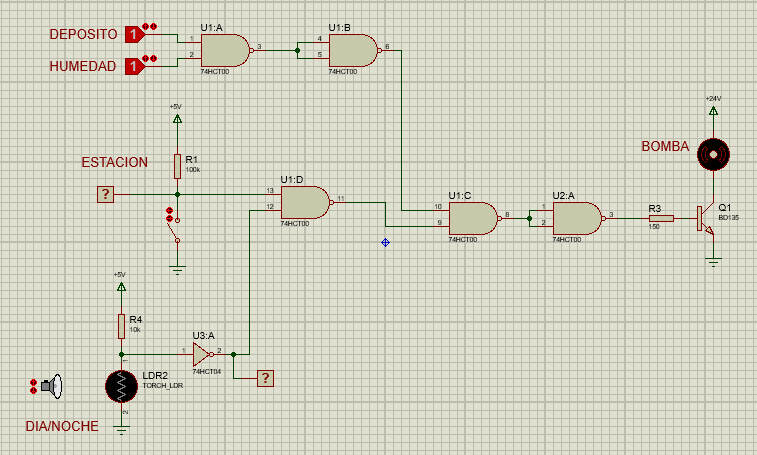 DEPOSITO 1
HUMEDAD 1
U1:A
1
2
3
74HCT00
U1:B
4
5
6
74HCT00
+5V
R1
100k
ESTACION
?
U1:D
13
12
11
74HCT00
U1:C
10
9
8
74HCT00
U2:A
1
2
3
74HCT00
R3
150
+24V
BOMBA
Q1
BD135
+5V
R4
10k
U3:A
1
2
74HCT04
?
1
LDR2
TORCH_LDR
2
DIA/NOCHE